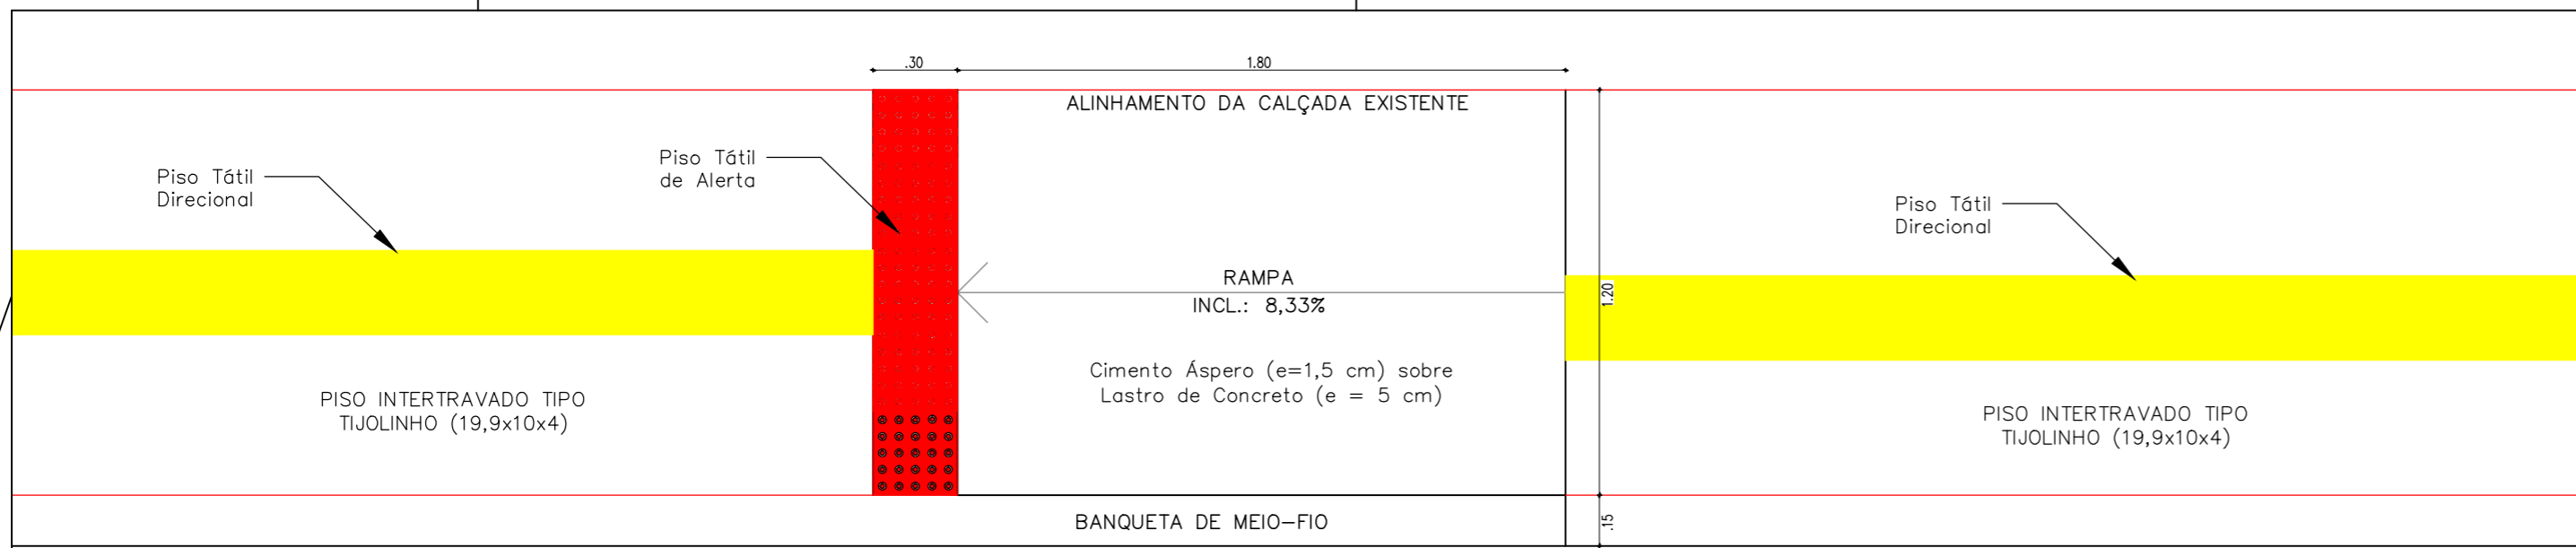 .30
1.80
ALINHAMENTO DA CALÇADA EXISTENTE
Piso Tátil
de Alerta
Piso Tátil
Direcional
Piso Tátil
Direcional
RAMPA
INCL.: 8,33%
1.20
Cimento Áspero (e=1,5 cm) sobre
Lastro de Concreto (e = 5 cm)
PISO INTERTRAVADO TIPO
TIJOLINHO (19,9x10x4)
PISO INTERTRAVADO TIPO
TIJOLINHO (19,9x10x4)
BANQUETA DE MEIO-FIO
.15